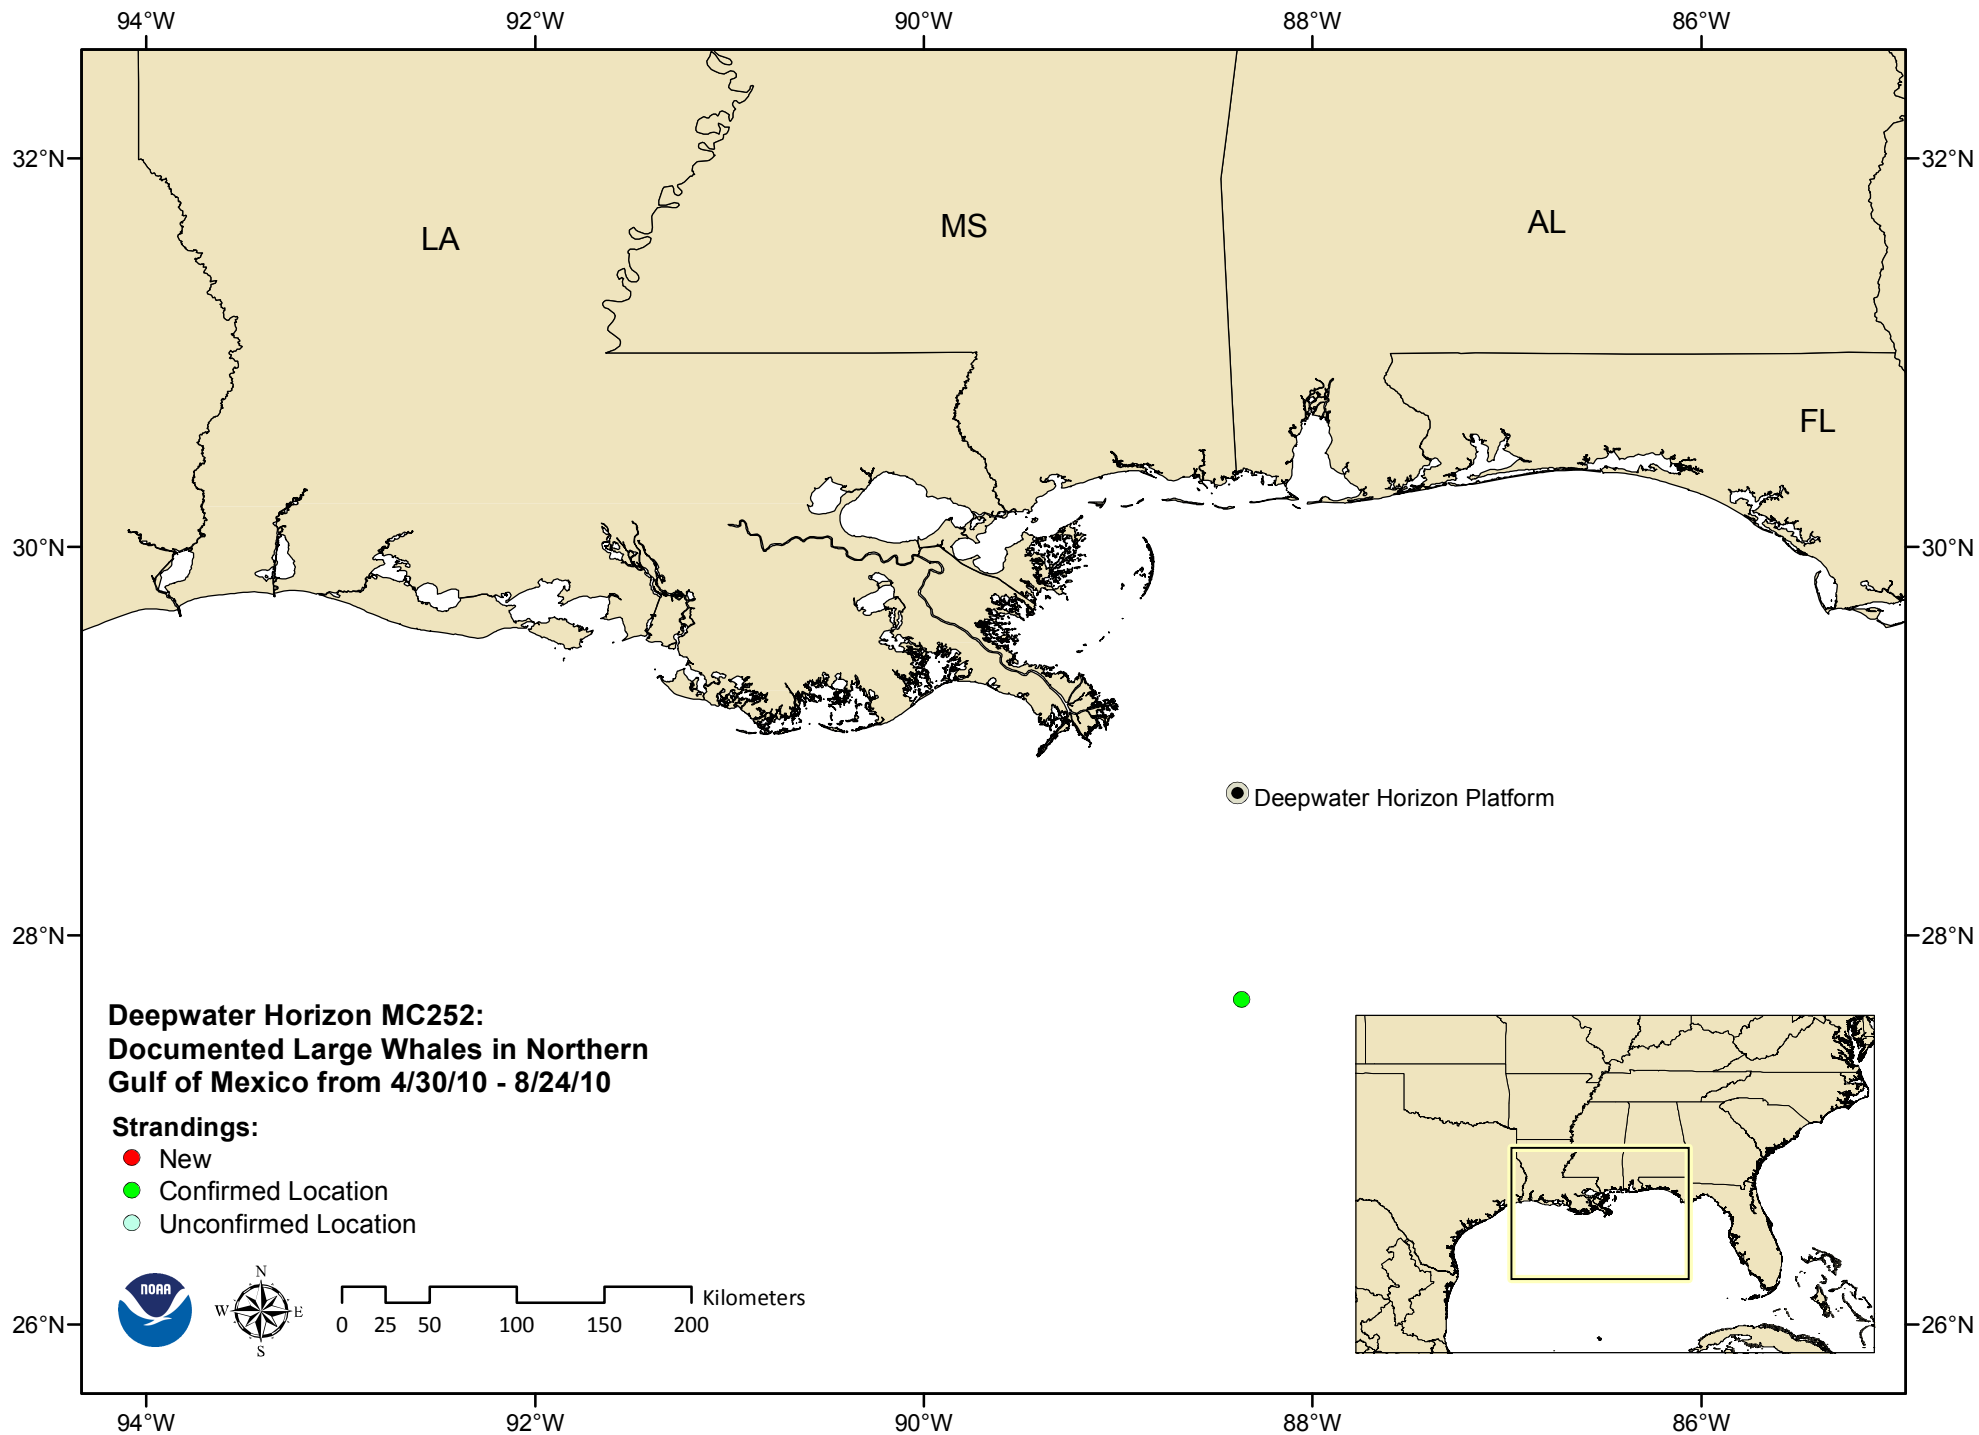 94°W 92°W 90°W 88°W 86°W
32°N 32°N
LA MS AL
FL
30°N 30°N
Deepwater Horizon Platform
28°N 28°N
Deepwater Horizon MC252:
Documented Large Whales in Northern
Gulf of Mexico from 4/30/10 - 8/24/10
Strandings:
New
Confirmed Location
Unconfirmed Location
NOAA
N
W E
S
Kilometers
0 25 50 100 150 200
26°N 26°N
94°W 92°W 90°W 88°W 86°W